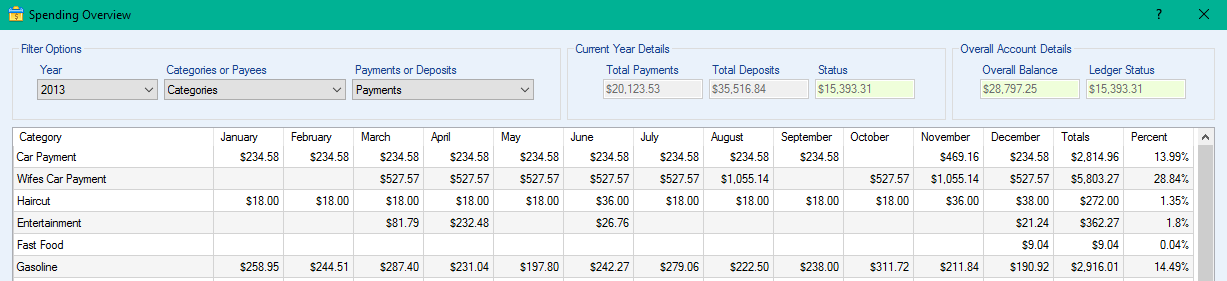 Spending Overview ?
Filter Options Current Year Details Overall Account Details
Year Categories or Payees Payments or Deposits Total Payments Total Deposits Status Overall Balance Ledger Status
2013 Categories Payments $20,123.53 $35,516.84 $15,393.31 $28,797.25 $15,393.31
Category January February March April May June July August September October November December Totals Percent
Car Payment $234.58 $234.58 $234.58 $234.58 $234.58 $234.58 $234.58 $234.58 $234.58 $469.16 $234.58 $2,814.96 13.99%
Wifes Car Payment $527.57 $527.57 $527.57 $527.57 $527.57 $1,055.14 $527.57 $1,055.14 $527.57 $5,803.27 28.84%
Haircut $18.00 $18.00 $18.00 $18.00 $18.00 $36.00 $18.00 $18.00 $18.00 $18.00 $36.00 $38.00 $272.00 1.35%
Entertainment $81.79 $232.48 $26.76 $21.24 $362.27 1.8%
Fast Food $9.04 $9.04 0.04%
Gasoline $258.95 $244.51 $287.40 $231.04 $197.80 $242.27 $279.06 $222.50 $238.00 $311.72 $211.84 $190.92 $2,916.01 14.49%